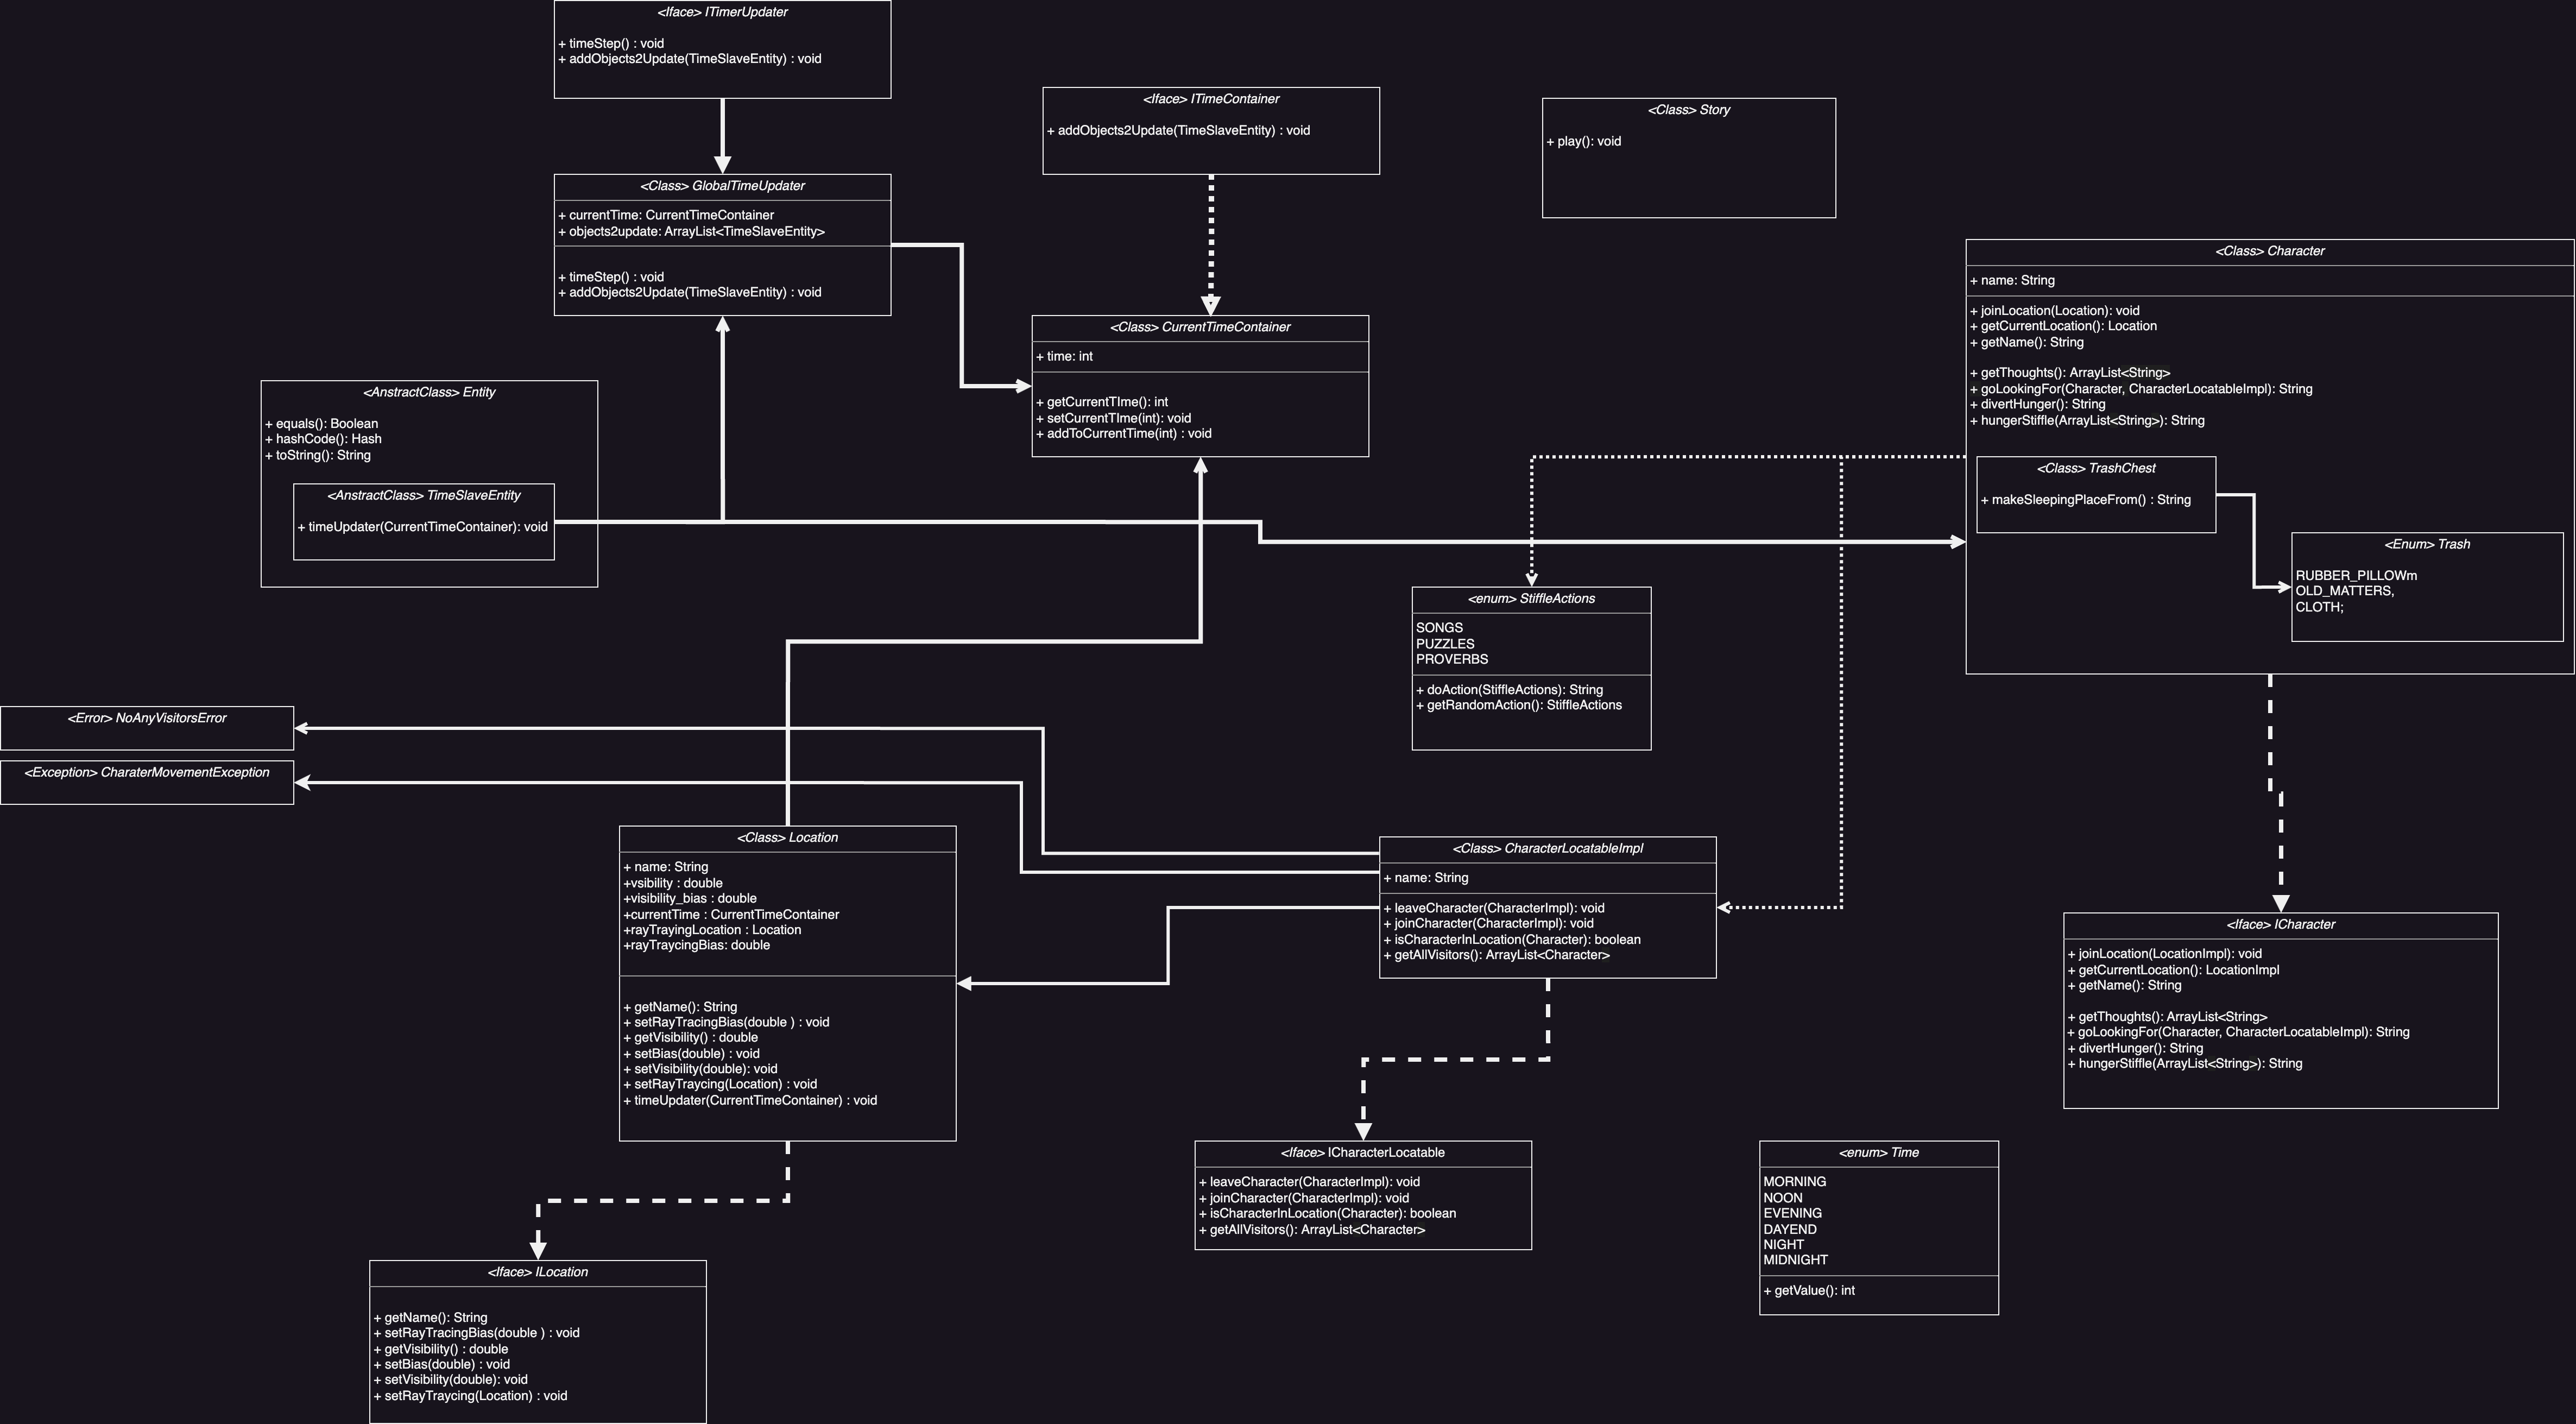 <Iface> ITimerUpdater
+ timeStep() : void
+ addObjects2Update(TimeSlaveEntity) : void
<Iface> ITimeContainer
+ addObjects2Update(TimeSlaveEntity) : void
<Class> Story
+ play(): void
<Class> GlobalTimeUpdater
+ currentTime: CurrentTimeContainer
+ objects2update: ArrayList<TimeSlaveEntity>
+ timeStep() : void
+ addObjects2Update(TimeSlaveEntity) : void
<Class> Character
+ name: String
+ joinLocation(Location): void
+ getCurrentLocation(): Location
+ getName(): String
+ getThoughts(): ArrayList<String>
+ goLookingFor(Character, CharacterLocatableImpl): String
+ divertHunger(): String
+ hungerStiffle(ArrayList<String>): String
<Class> TrashChest
+ makeSleepingPlaceFrom() : String
<Enum> Trash
RUBBER_PILLOWm
OLD_MATTERS,
CLOTH;
<Class> CurrentTimeContainer
+ time: int
+ getCurrentTIme(): int
+ setCurrentTIme(int): void
+ addToCurrentTime(int) : void
<AnstractClass> Entity
+ equals(): Boolean
+ hashCode(): Hash
+ toString(): String
<AnstractClass> TimeSlaveEntity
+ timeUpdater(CurrentTimeContainer): void
<enum> StiffleActions
SONGS
PUZZLES
PROVERBS
+ doAction(StiffleActions): String
+ getRandomAction(): StiffleActions
<Error> NoAnyVisitorsError
<Exception> CharaterMovementException
<Class> Location
+ name: String
+vsibility : double
+visibility_bias : double
+currentTime : CurrentTimeContainer
+rayTrayingLocation : Location
+rayTraycingBias: double
+ getName(): String
+ setRayTracingBias(double ) : void
+ getVisibility() : double
+ setBias(double) : void
+ setVisibility(double): void
+ setRayTraycing(Location) : void
+ timeUpdater(CurrentTimeContainer) : void
<Class> CharacterLocatableImpl
+ name: String
+ leaveCharacter(CharacterImpl): void
+ joinCharacter(CharacterImpl): void
+ isCharacterInLocation(Character): boolean
+ getAllVisitors(): ArrayList<Character>
<Iface> ICharacter
+ joinLocation(LocationImpl): void
+ getCurrentLocation(): LocationImpl
+ getName(): String
+ getThoughts(): ArrayList<String>
+ goLookingFor(Character, CharacterLocatableImpl): String
+ divertHunger(): String
+ hungerStiffle(ArrayList<String>): String
<Iface> ICharacterLocatable
+ leaveCharacter(CharacterImpl): void
+ joinCharacter(CharacterImpl): void
+ isCharacterInLocation(Character): boolean
+ getAllVisitors(): ArrayList<Character>
<enum> Time
MORNING
NOON
EVENING
DAYEND
NIGHT
MIDNIGHT
+ getValue(): int
<Iface> ILocation
+ getName(): String
+ setRayTracingBias(double ) : void
+ getVisibility() : double
+ setBias(double) : void
+ setVisibility(double): void
+ setRayTraycing(Location) : void